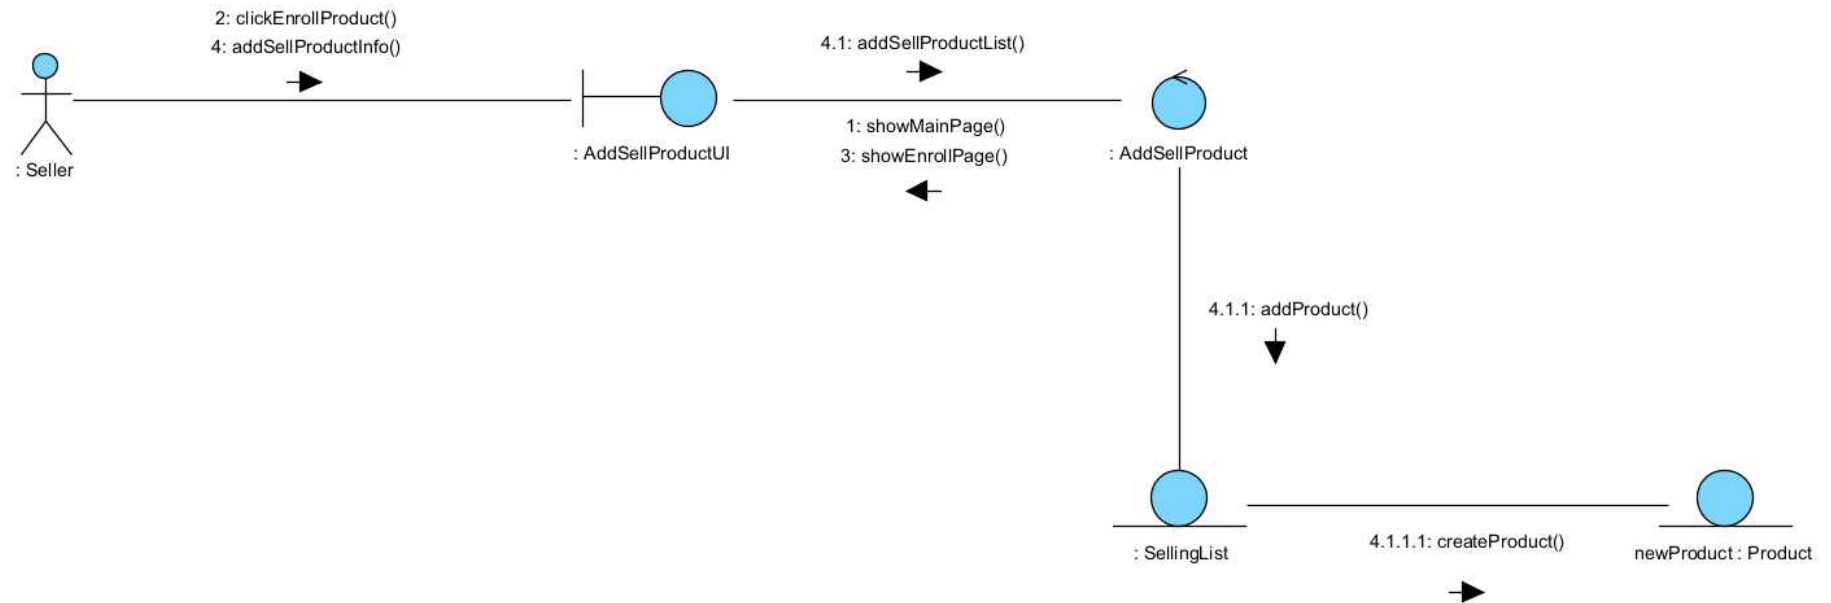 2: clickEnrollProduct()
4: addSellProductInfo()
4.1: addSellProductList()
1: showMainPage()
3: showEnrollPage()
: Seller
: AddSellProductUI
: AddSellProduct
4.1.1: addProduct()
4.1.1.1: createProduct()
: SellingList
newProduct : Product